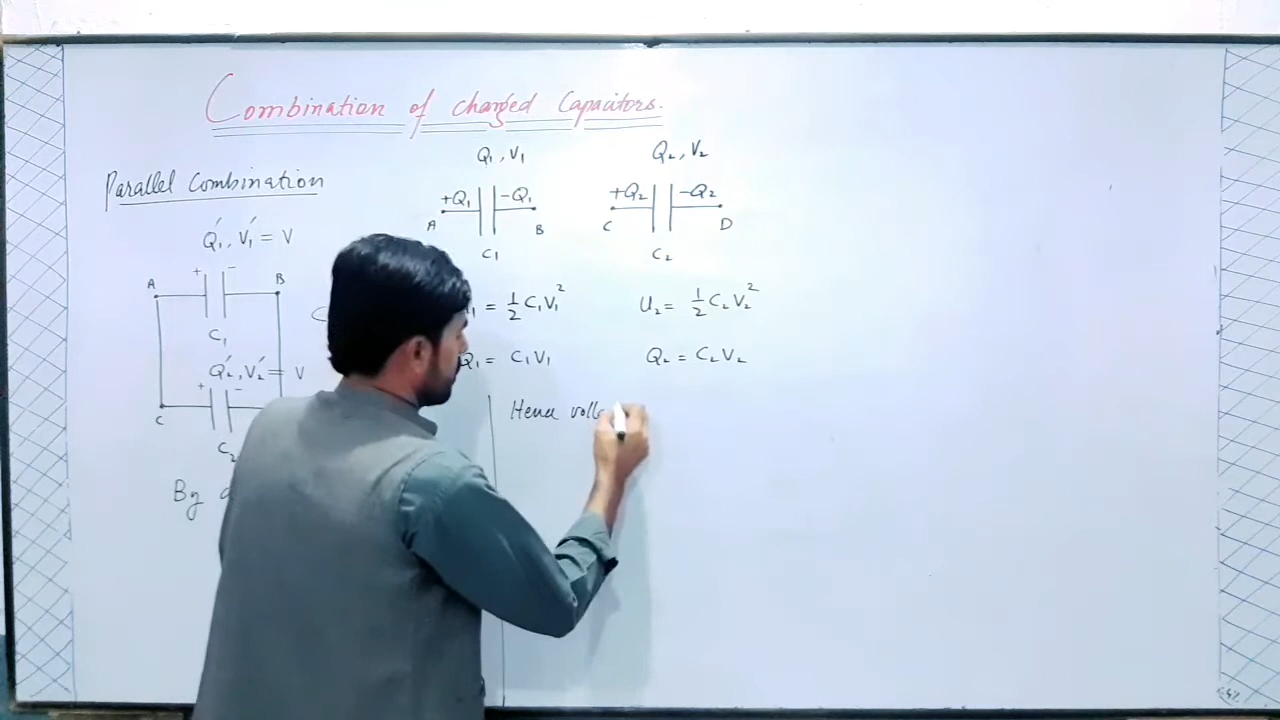 Combination of charged Capacitors.
Parallel Combination
Q₁, V₁
Q₂, V₂
+Q₁ -Q₁
A B
C₁
+Q₂ -Q₂
C D
C₂
Q₁′, V₁′ = V
+ -
A B
C₁
Q₂′, V₂′ = V
+ -
C
C₂
By
= ½ C₁V₁²
U₂ = ½ C₂V₂²
Q₁ = C₁V₁
Q₂ = C₂V₂
Hence